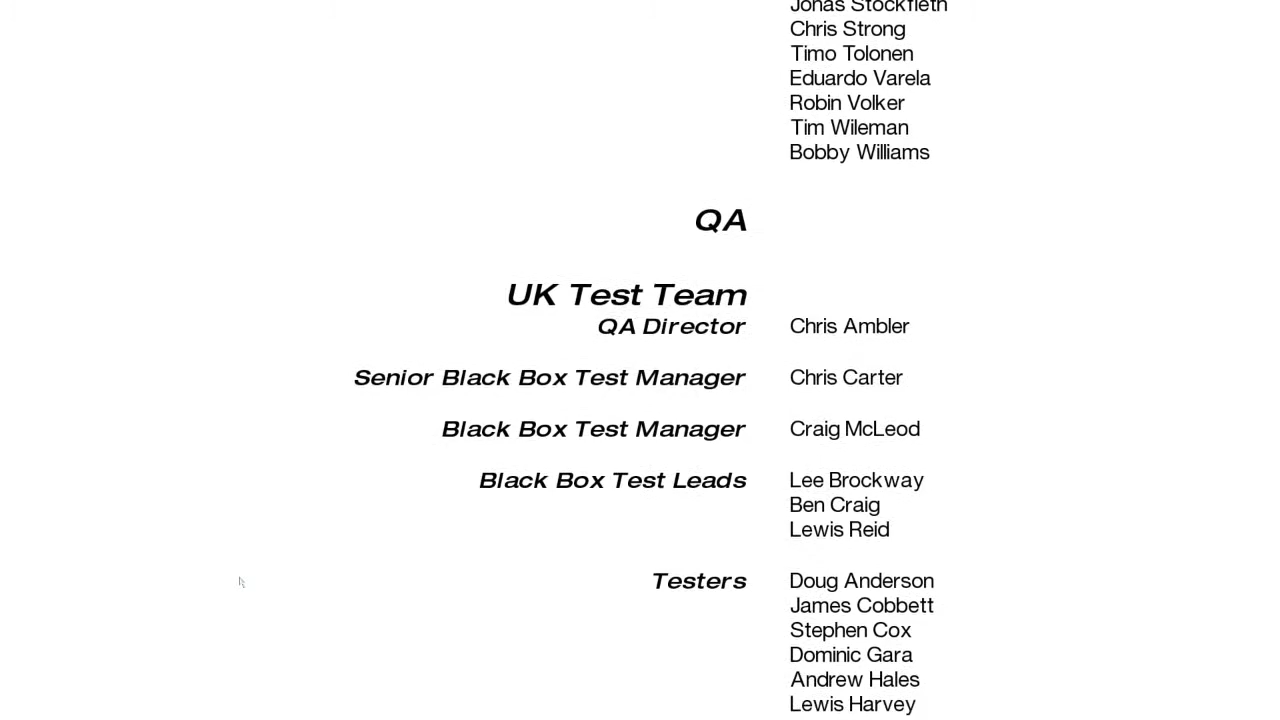 Jonas Stockfleth
Chris Strong
Timo Tolonen
Eduardo Varela
Robin Volker
Tim Wileman
Bobby Williams
QA
UK Test Team
QA Director Chris Ambler
Senior Black Box Test Manager Chris Carter
Black Box Test Manager Craig McLeod
Black Box Test Leads Lee Brockway
Ben Craig
Lewis Reid
Testers Doug Anderson
James Cobbett
Stephen Cox
Dominic Gara
Andrew Hales
Lewis Harvey